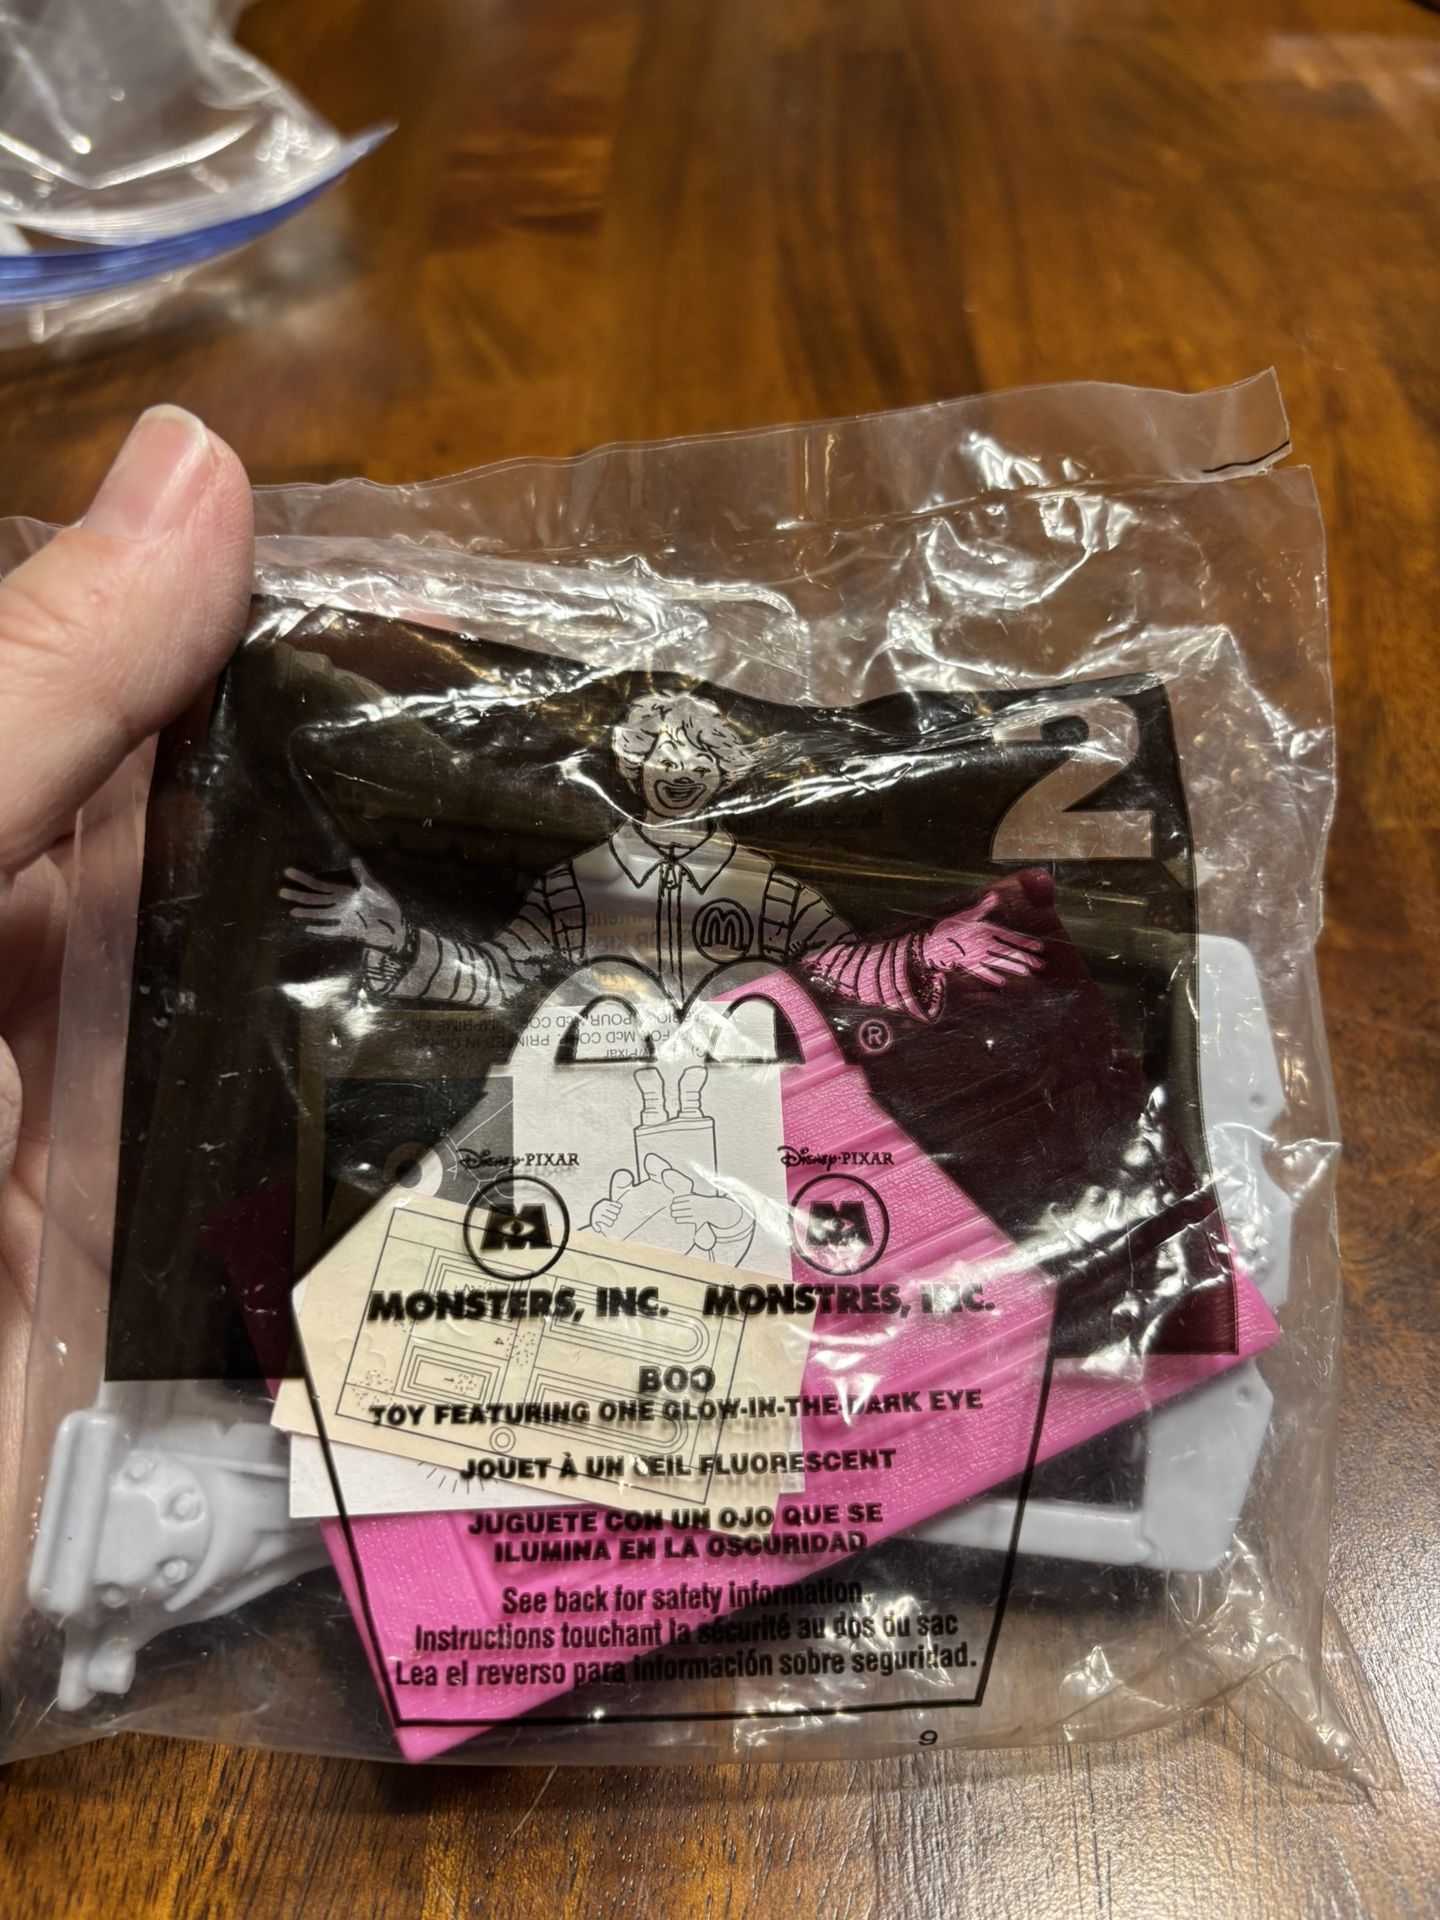 2
M
®
Disney·PIXAR Disney·PIXAR
MONSTERS, INC. MONSTRES, INC.
BOO
TOY FEATURING ONE GLOW-IN-THE-DARK EYE
JOUET À UN ŒIL FLUORESCENT
JUGUETE CON UN OJO QUE SE
ILUMINA EN LA OSCURIDAD
See back for safety information.
Instructions touchant la sécurité au dos du sac
Lea el reverso para información sobre seguridad.
9